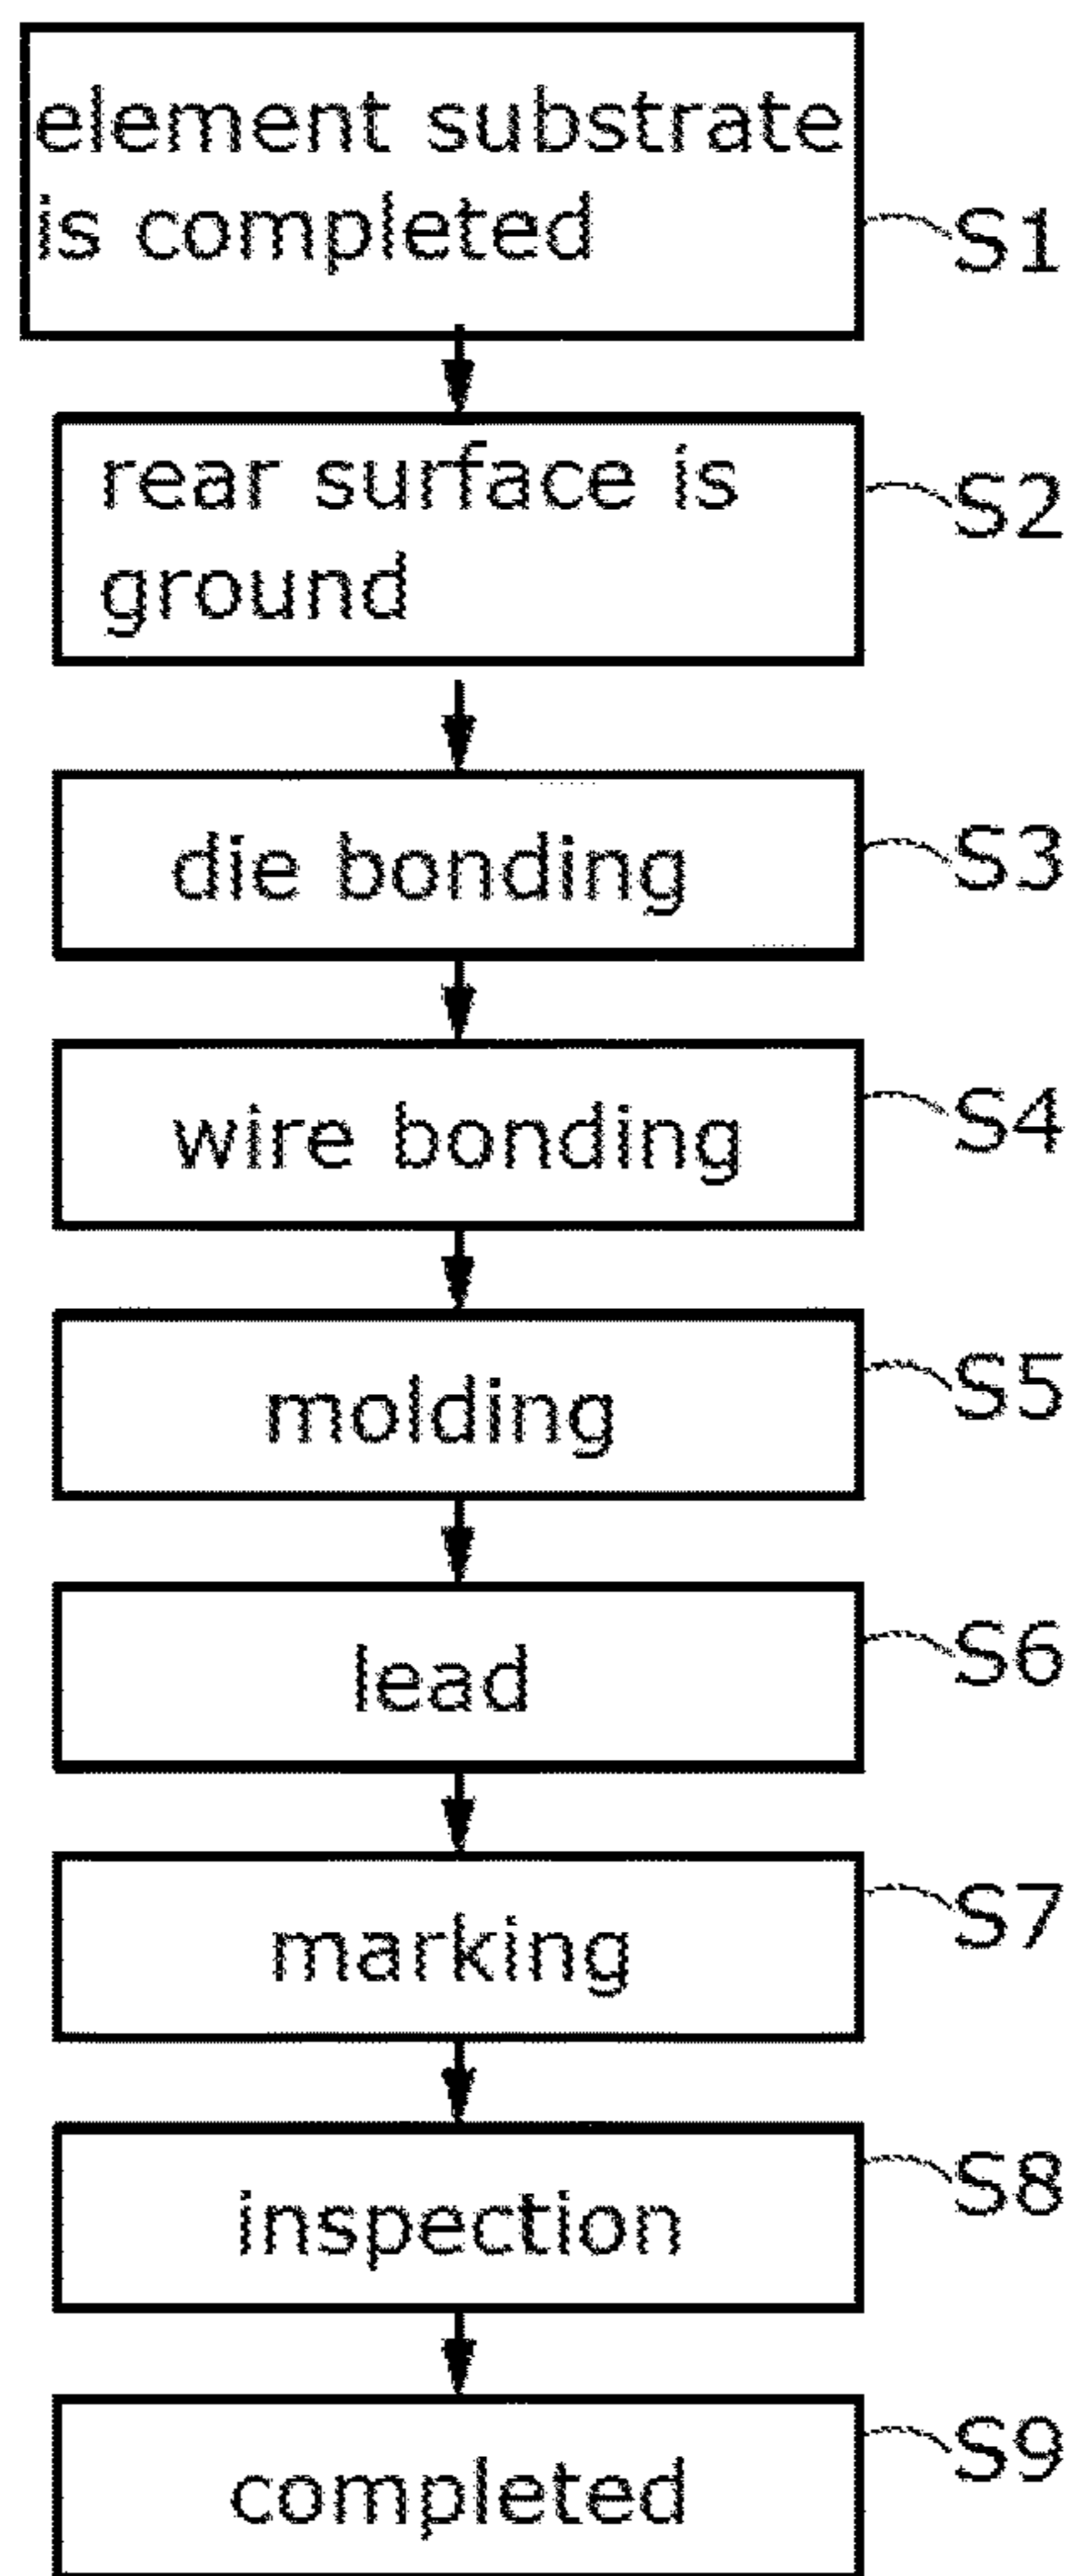 element substrate
is completed
S1
rear surface is
ground
S2
die bonding
S3
wire bonding
S4
molding
S5
lead
S6
marking
S7
inspection
S8
completed
S9